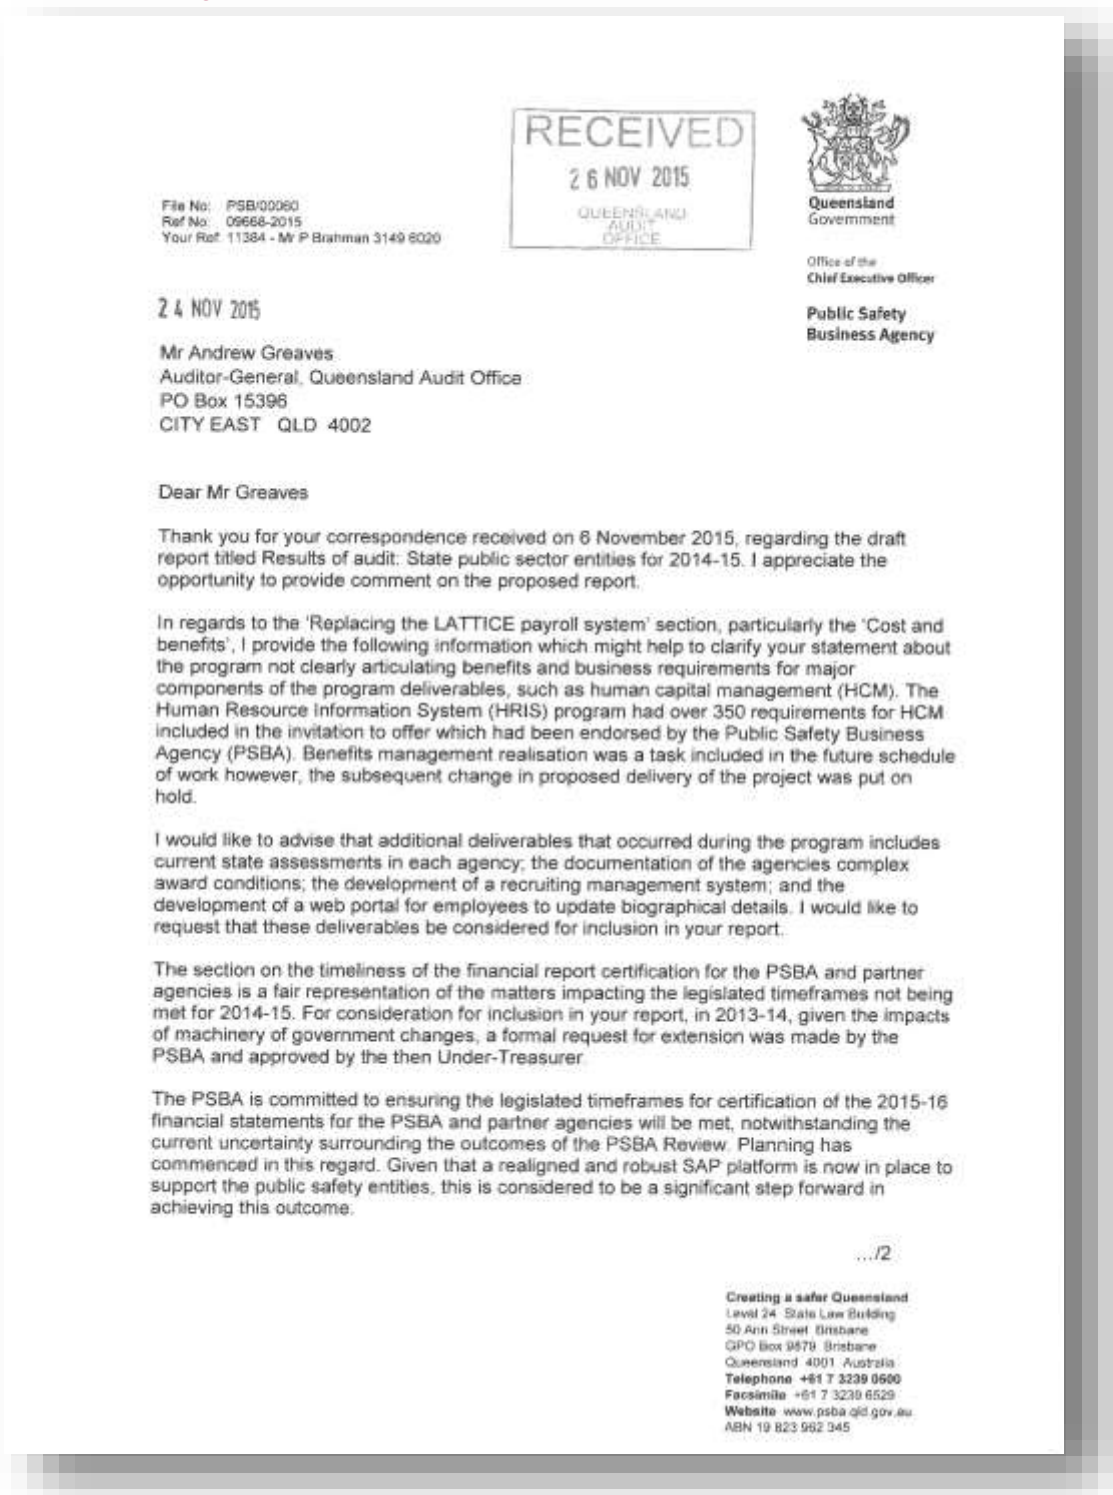 RECEIVED
26 NOV 2015
QUEENSLAND
AUDIT
OFFICE
Queensland
Government
File No: PSB/00060
Ref No: 09668-2015
Your Ref: 11384 - Mr P Brahman 3149 6020
Office of the
Chief Executive Officer
Public Safety
Business Agency
24 NOV 2015
Mr Andrew Greaves
Auditor-General, Queensland Audit Office
PO Box 15396
CITY EAST QLD 4002
Dear Mr Greaves
Thank you for your correspondence received on 6 November 2015, regarding the draft
report titled Results of audit: State public sector entities for 2014-15. I appreciate the
opportunity to provide comment on the proposed report.
In regards to the 'Replacing the LATTICE payroll system' section, particularly the 'Cost and
benefits', I provide the following information which might help to clarify your statement about
the program not clearly articulating benefits and business requirements for major
components of the program deliverables, such as human capital management (HCM). The
Human Resource Information System (HRIS) program had over 350 requirements for HCM
included in the invitation to offer which had been endorsed by the Public Safety Business
Agency (PSBA). Benefits management realisation was a task included in the future schedule
of work however, the subsequent change in proposed delivery of the project was put on
hold.
I would like to advise that additional deliverables that occurred during the program includes
current state assessments in each agency; the documentation of the agencies complex
award conditions; the development of a recruiting management system; and the
development of a web portal for employees to update biographical details. I would like to
request that these deliverables be considered for inclusion in your report.
The section on the timeliness of the financial report certification for the PSBA and partner
agencies is a fair representation of the matters impacting the legislated timeframes not being
met for 2014-15. For consideration for inclusion in your report, in 2013-14, given the impacts
of machinery of government changes, a formal request for extension was made by the
PSBA and approved by the then Under-Treasurer.
The PSBA is committed to ensuring the legislated timeframes for certification of the 2015-16
financial statements for the PSBA and partner agencies will be met, notwithstanding the
current uncertainty surrounding the outcomes of the PSBA Review. Planning has
commenced in this regard. Given that a realigned and robust SAP platform is now in place to
support the public safety entities, this is considered to be a significant step forward in
achieving this outcome.
.../2
Creating a safer Queensland
Level 24 State Law Building
50 Ann Street Brisbane
GPO Box 9879 Brisbane
Queensland 4001 Australia
Telephone +61 7 3239 0600
Facsimile +61 7 3239 6529
Website www.psba.qld.gov.au
ABN 19 823 962 345